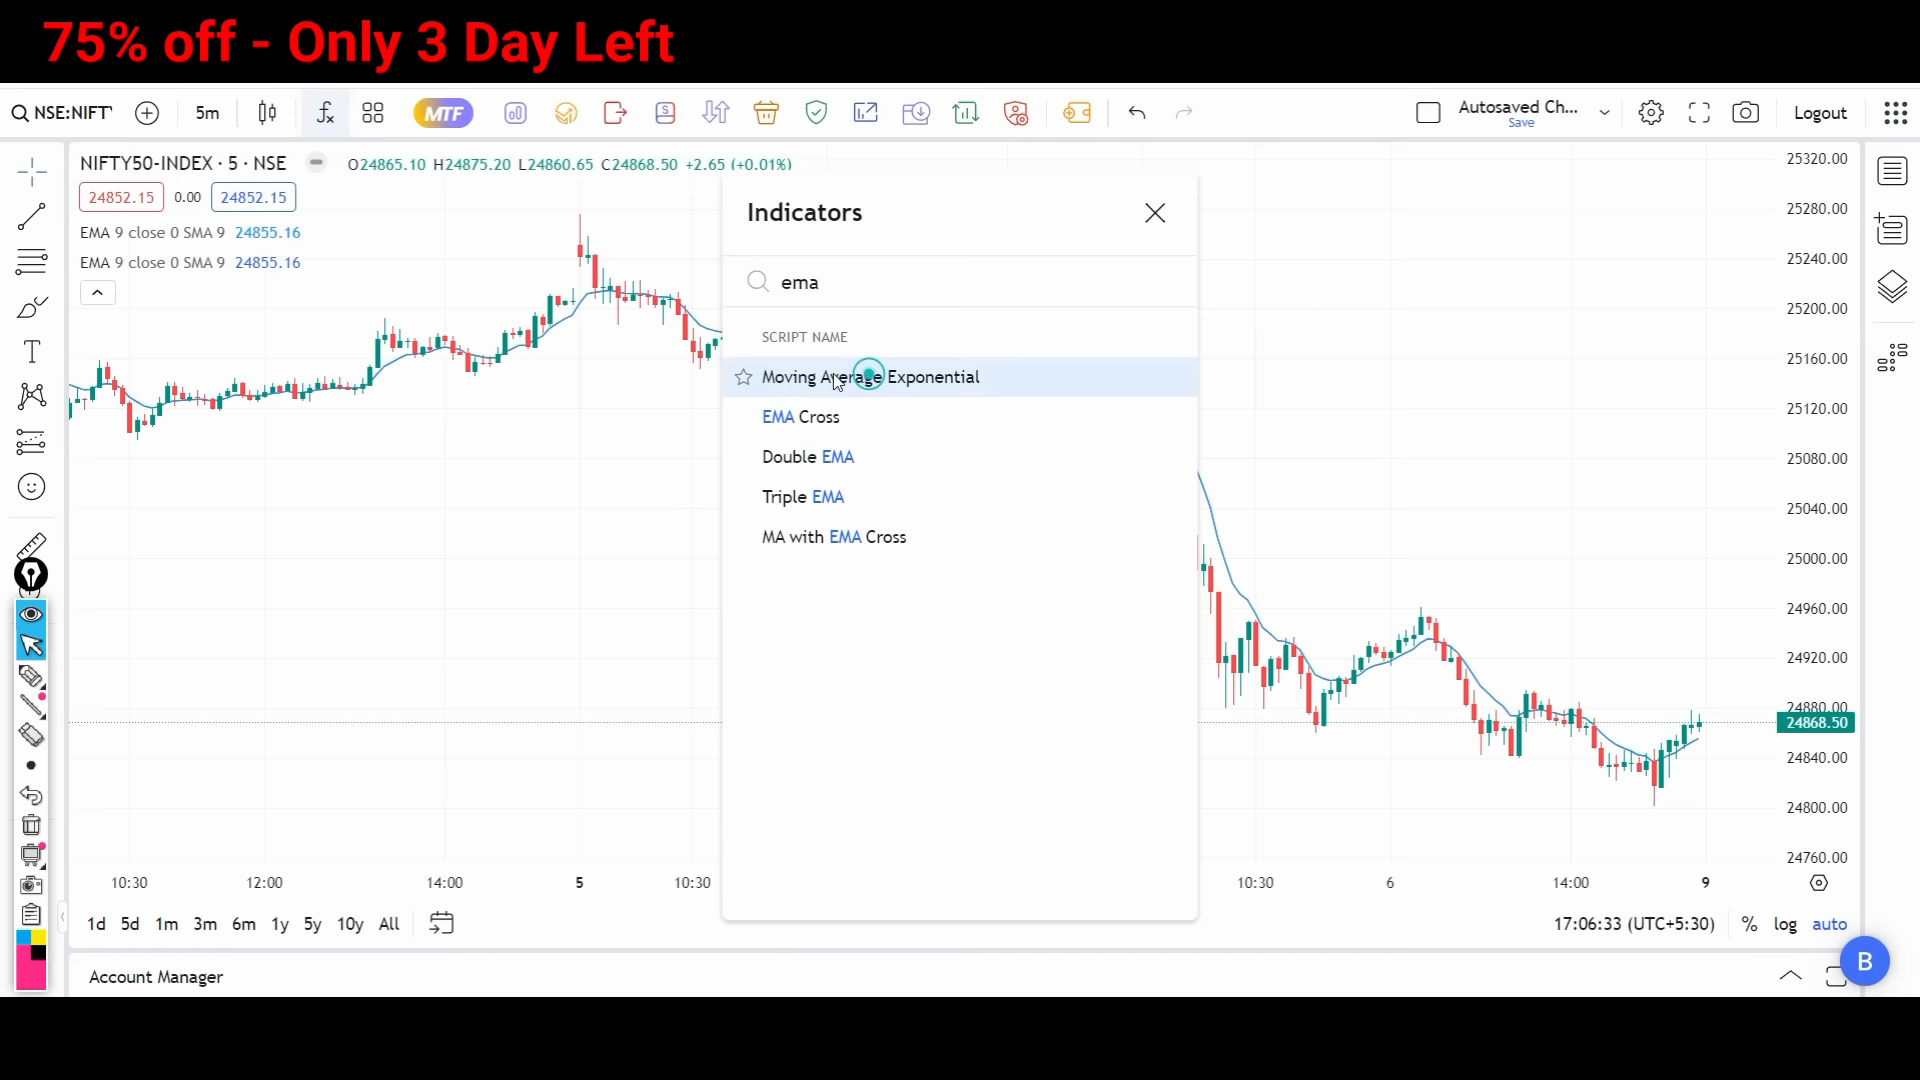 75% off - Only 3 Day Left
NSE:NIFT
5m
MTF
Autosaved Ch...
Save
Logout
NIFTY50-INDEX · 5 · NSE
O24865.10 H24875.20 L24860.65 C24868.50 +2.65 (+0.01%)
24852.15 0.00 24852.15
EMA 9 close 0 SMA 9 24855.16
EMA 9 close 0 SMA 9 24855.16
Indicators
ema
SCRIPT NAME
Moving Average Exponential
EMA Cross
Double EMA
Triple EMA
MA with EMA Cross
25320.00
25280.00
25240.00
25200.00
25160.00
25120.00
25080.00
25040.00
25000.00
24960.00
24920.00
24880.00
24868.50
24840.00
24800.00
24760.00
10:30 12:00 14:00 5 10:30 10:30 6 14:00 9
1d 5d 1m 3m 6m 1y 5y 10y All
17:06:33 (UTC+5:30) % log auto
Account Manager
B